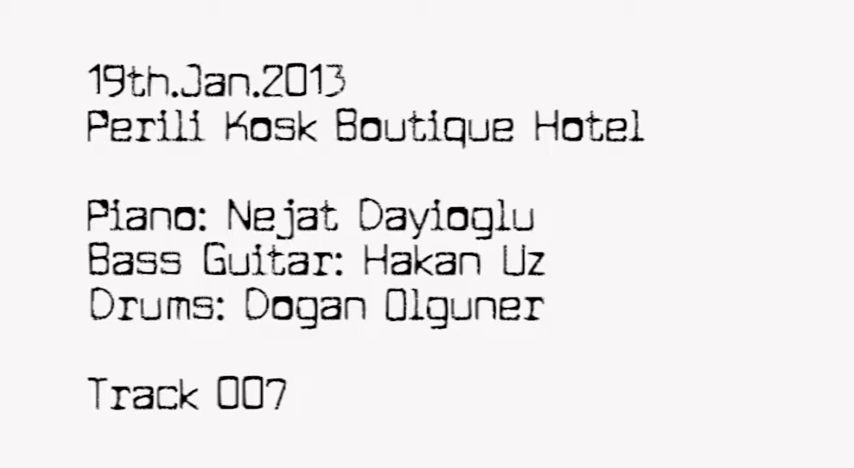 19th.Jan.2013
Perili Kosk Boutique Hotel
Piano: Nejat Dayioglu
Bass Guitar: Hakan Uz
Drums: Dogan Olguner
Track 007